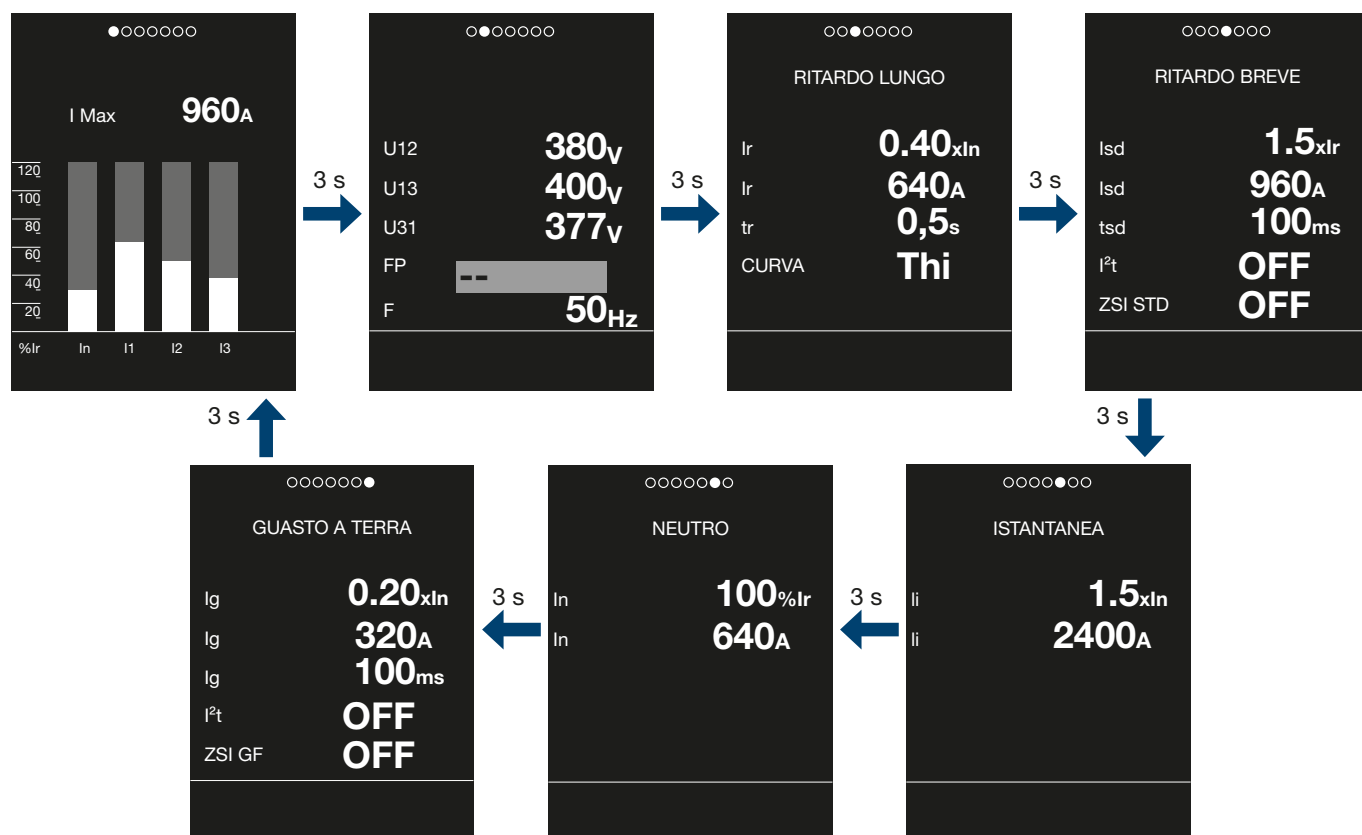 I Max 960A
120
100
80
60
40
20
%Ir In I1 I2 I3
3 s
U12 380V
U13 400V
U31 377V
FP --
F 50Hz
3 s
RITARDO LUNGO
Ir 0.40xIn
Ir 640A
tr 0,5s
CURVA Thi
3 s
RITARDO BREVE
Isd 1.5xIr
Isd 960A
tsd 100ms
I²t OFF
ZSI STD OFF
3 s
ISTANTANEA
Ii 1.5xIn
Ii 2400A
3 s
NEUTRO
In 100%Ir
In 640A
3 s
GUASTO A TERRA
Ig 0.20xIn
Ig 320A
Ig 100ms
I²t OFF
ZSI GF OFF
3 s